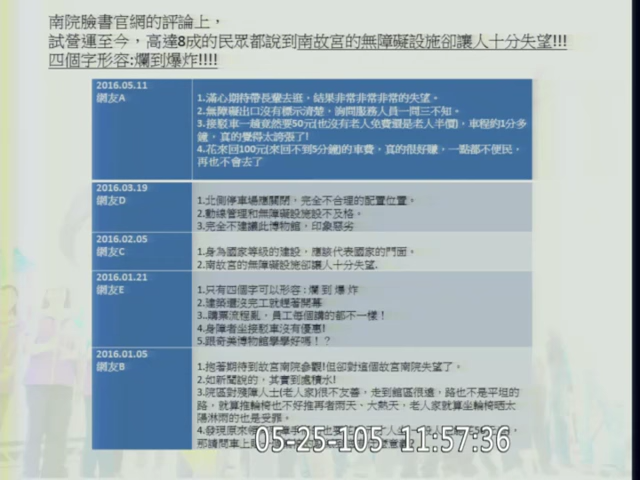 南院臉書官網的評論上，
試營運至今，高達8成的民眾都說到南故宮的無障礙設施卻讓人十分失望!!!
四個字形容:爛到爆炸!!!!
2016.05.11
網友A
1.滿心期待帶長輩去逛，結果非常非常非常的失望。
2.無障礙出口沒有標示清楚，詢問服務人員一問三不知。
3.接駁車一趟竟然要50元(也沒有老人免費還是老人半價)，車程約1分多
鐘，真的覺得太誇張了!
4.花來回100元(來回不到5分鐘)的車費，真的很好賺，一點都不便民，
再也不會去了
2016.03.19
網友D
1.北側停車場應關閉，完全不合理的配置位置。
2.動線管理和無障礙設施設不及格。
3.完全不建議此博物館，印象惡劣
2016.02.05
網友C
1.身為國家等級的建設，應該代表國家的門面。
2.南故宮的無障礙設施卻讓人十分失望.
2016.01.21
網友E
1.只有四個字可以形容:爛 到 爆 炸
2.建築還沒完工就趕著開幕
3..購票流程亂，員工每個講的都不一樣！
4.身障者坐接駁車沒有優惠!
5.跟奇美博物館學學好嗎！？
2016.01.05
網友B
1.抱著期待到故宮南院參觀!但卻對這個故宮南院失望了，
2.如新聞說的，其實到處積水!
3.院區對殘障人士(老人家)很不友善，走到館區很遠，路也不是平坦的
路，就算推輪椅也不好推再者雨天、大熱天，老人家就算坐輪椅晒太
陽淋雨的也是受罪。
4.發現原來
那請問車上
05-25-105 11:57:36